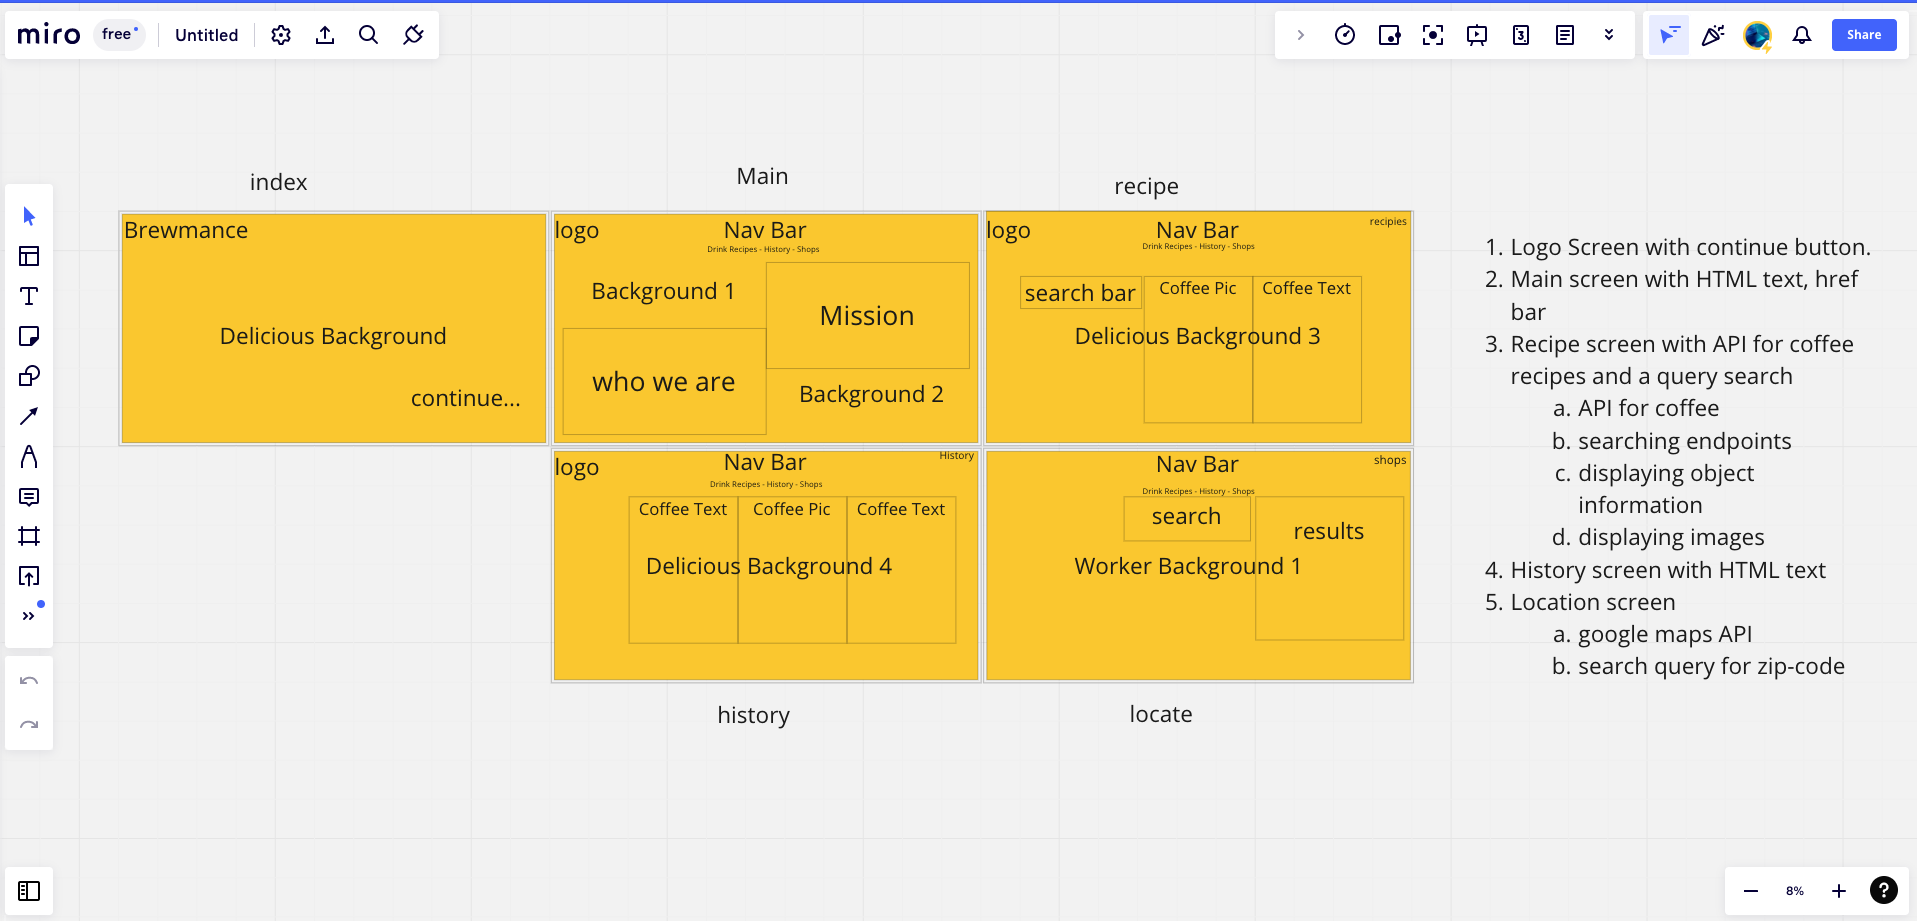 miro
free
Untitled
3
Share
index
Main
recipe
Brewmance
Delicious Background
continue...
logo
Nav Bar
Drink Recipes - History - Shops
Background 1
Mission
who we are
Background 2
logo
Nav Bar
recipies
Drink Recipes - History - Shops
search bar
Coffee Pic
Coffee Text
Delicious Background 3
logo
Nav Bar
History
Drink Recipes - History - Shops
Coffee Text
Coffee Pic
Coffee Text
Delicious Background 4
Nav Bar
shops
Drink Recipes - History - Shops
search
results
Worker Background 1
history
locate
1. Logo Screen with continue button.
2. Main screen with HTML text, href
bar
3. Recipe screen with API for coffee
recipes and a query search
a. API for coffee
b. searching endpoints
c. displaying object
information
d. displaying images
4. History screen with HTML text
5. Location screen
a. google maps API
b. search query for zip-code
8%
?